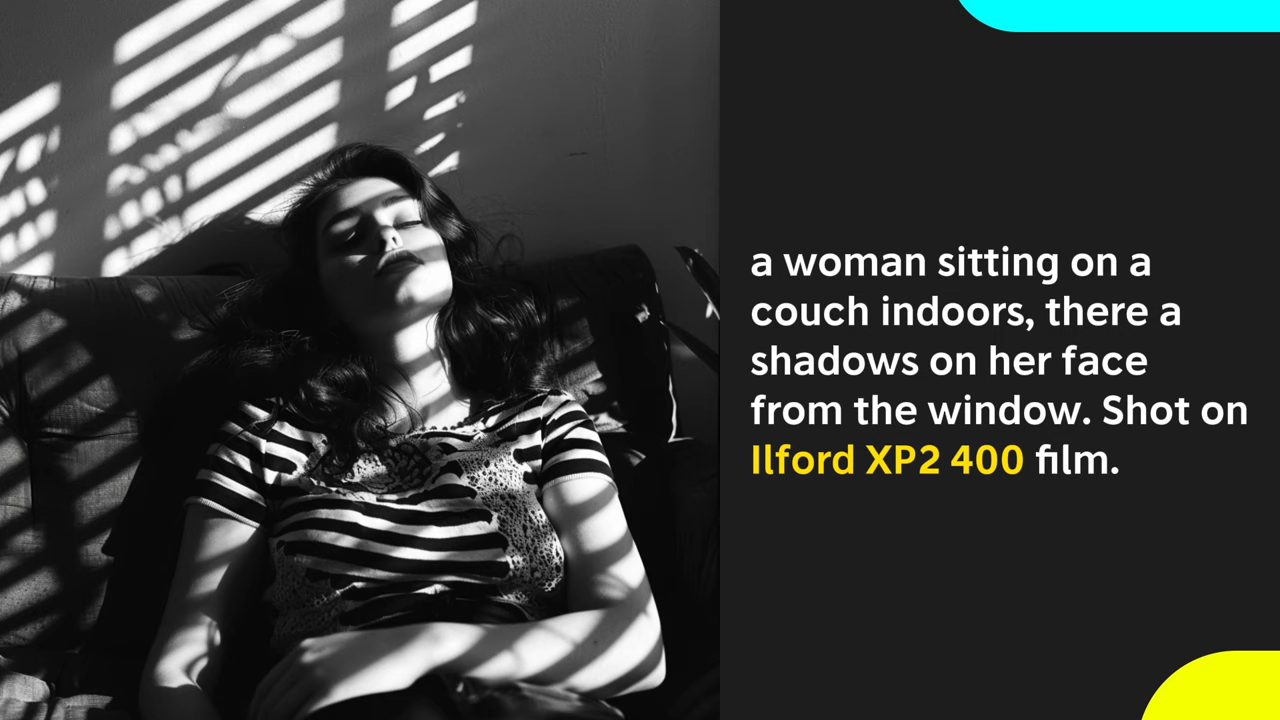 a woman sitting on a
couch indoors, there a
shadows on her face
from the window. Shot on
Ilford XP2 400 film.